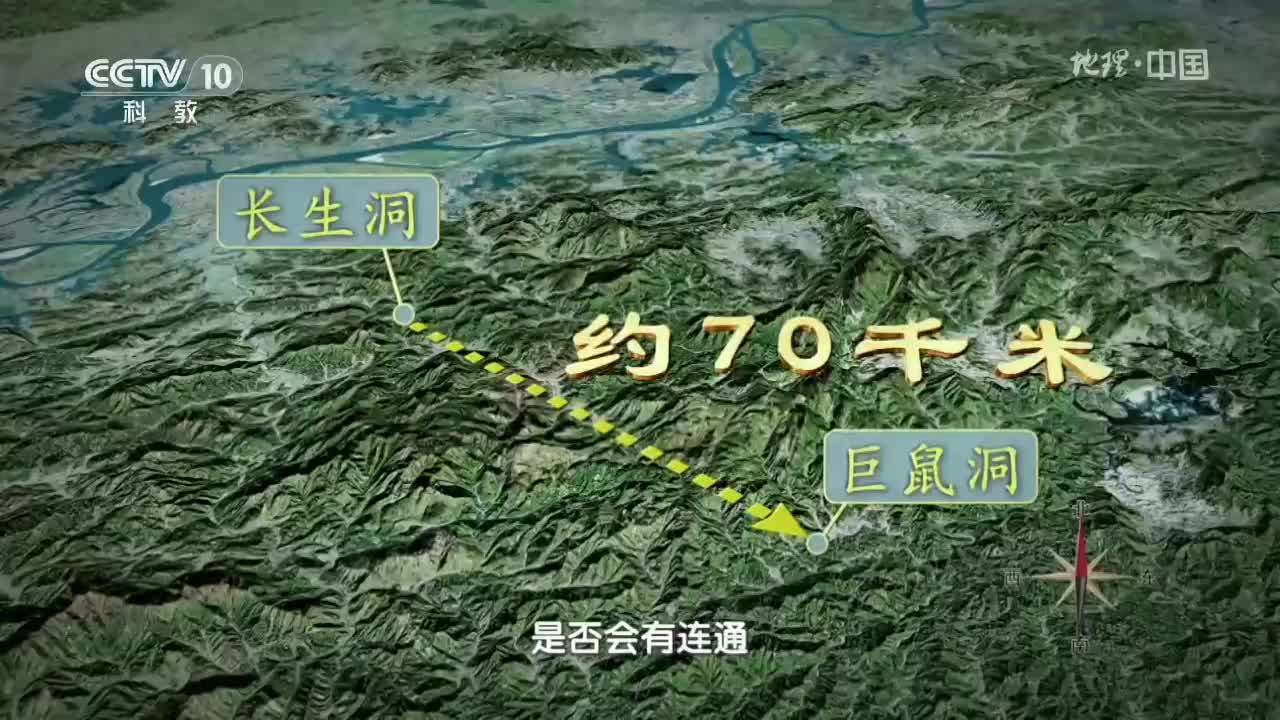 CCTV 10
科教
地理·中国
长生洞
约70千米
巨鼠洞
北
西
东
南
是否会有连通